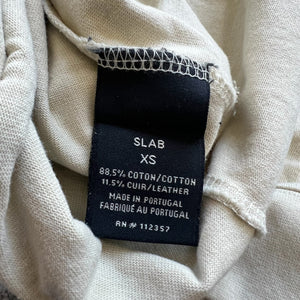 SLAB
XS
88.5% COTON/COTTON
11.5% CUIR/LEATHER
MADE IN PORTUGAL
FABRIQUÉ AU PORTUGAL
RN # 112357